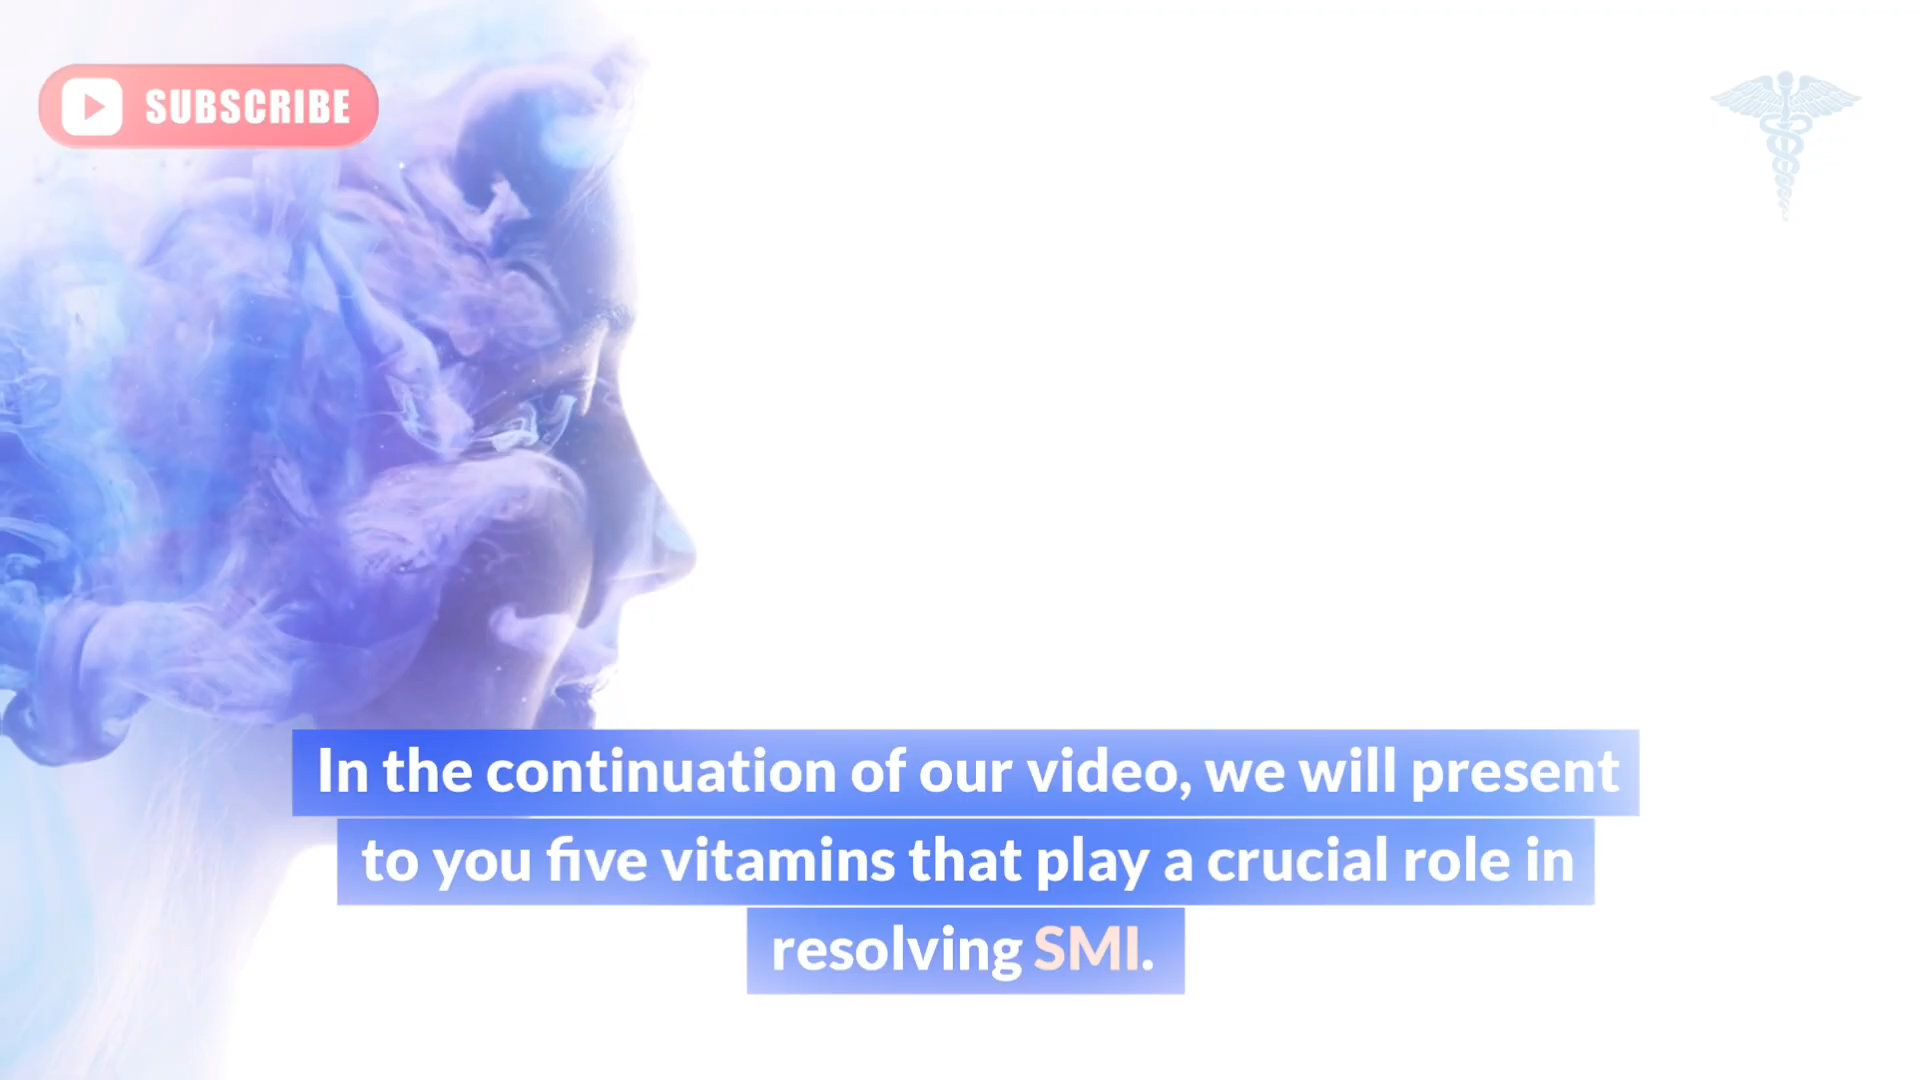 SUBSCRIBE
In the continuation of our video, we will present
to you five vitamins that play a crucial role in
resolving SMI.